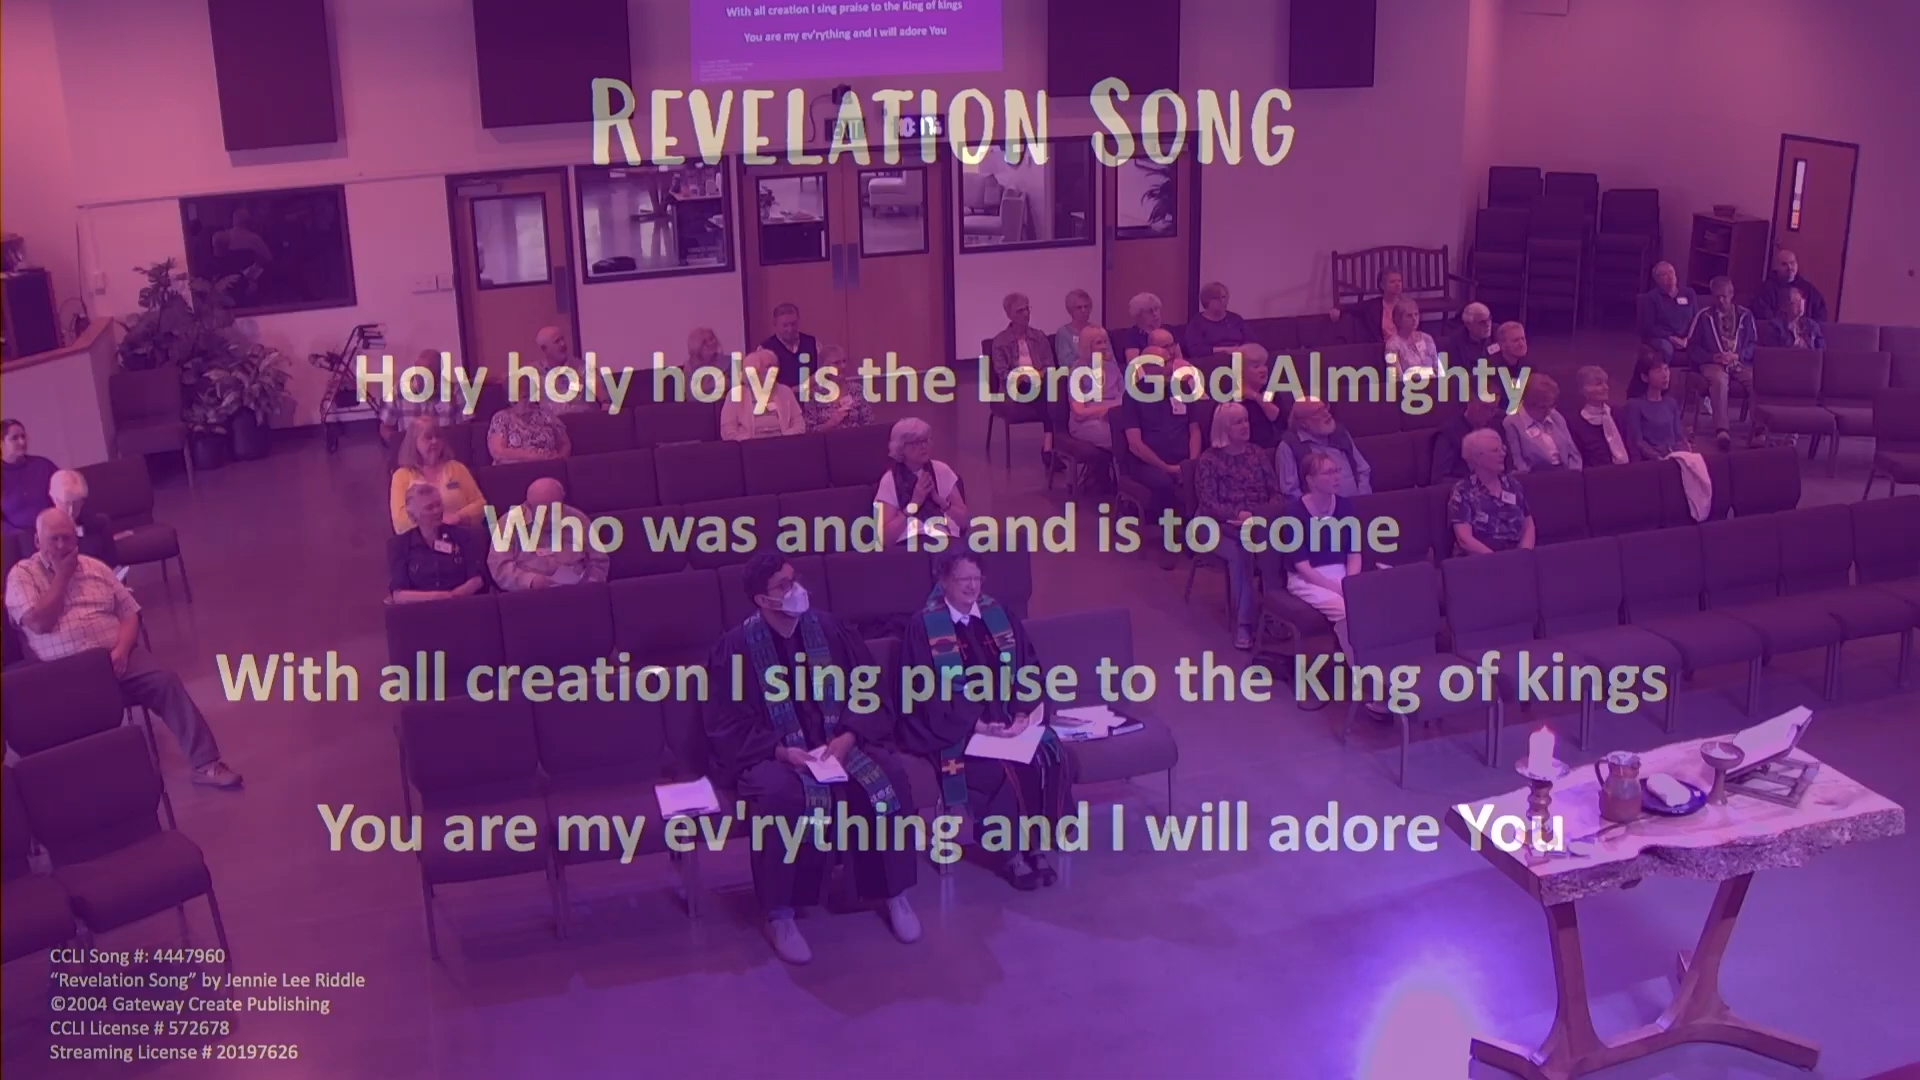 With all creation I sing praise to the King of kings
You are my ev'rything and I will adore You
REVELATION SONG
EXIT
Holy holy holy is the Lord God Almighty
Who was and is and is to come
With all creation I sing praise to the King of kings
You are my ev'rything and I will adore You
CCLI Song #: 4447960
“Revelation Song” by Jennie Lee Riddle
©2004 Gateway Create Publishing
CCLI License # 572678
Streaming License # 20197626